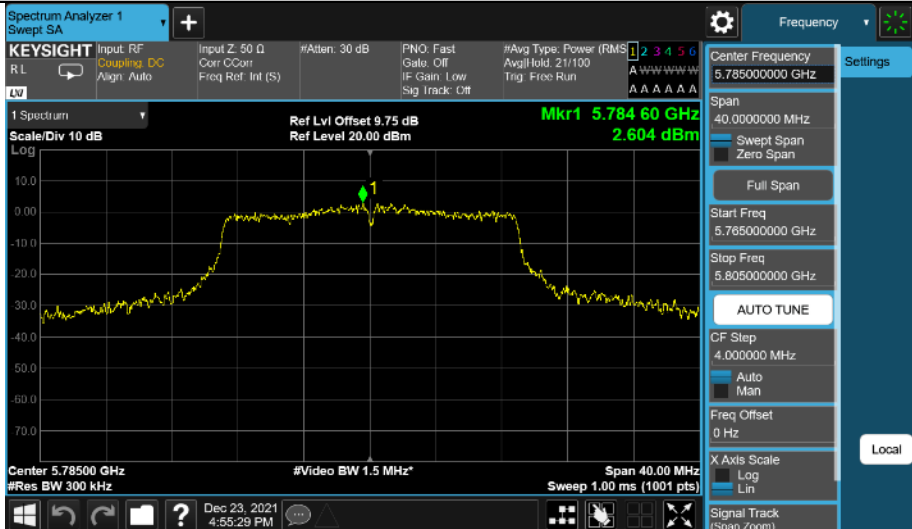 Spectrum Analyzer 1
Swept SA
+
Frequency
KEYSIGHT
RL
LXI
Input: RF
Coupling: DC
Align: Auto
Input Z: 50 Ω
Corr CCorr
Freq Ref: Int (S)
#Atten: 30 dB
PNO: Fast
Gate: Off
IF Gain: Low
Sig Track: Off
#Avg Type: Power (RMS
Avg|Hold: 21/100
Trig: Free Run
1 2 3 4 5 6
A W W W W W
A A A A A A
1 Spectrum
Scale/Div 10 dB
Log
Ref Lvl Offset 9.75 dB
Ref Level 20.00 dBm
Mkr1 5.784 60 GHz
2.604 dBm
1
10.0
0.00
-10.0
-20.0
-30.0
-40.0
-50.0
-60.0
-70.0
Center 5.78500 GHz
#Res BW 300 kHz
#Video BW 1.5 MHz*
Span 40.00 MHz
Sweep 1.00 ms (1001 pts)
Center Frequency
5.785000000 GHz
Span
40.0000000 MHz
Swept Span
Zero Span
Full Span
Start Freq
5.765000000 GHz
Stop Freq
5.805000000 GHz
AUTO TUNE
CF Step
4.000000 MHz
Auto
Man
Freq Offset
0 Hz
X Axis Scale
Log
Lin
Signal Track
(Span Zoom)
Settings
Local
?
Dec 23, 2021
4:55:29 PM